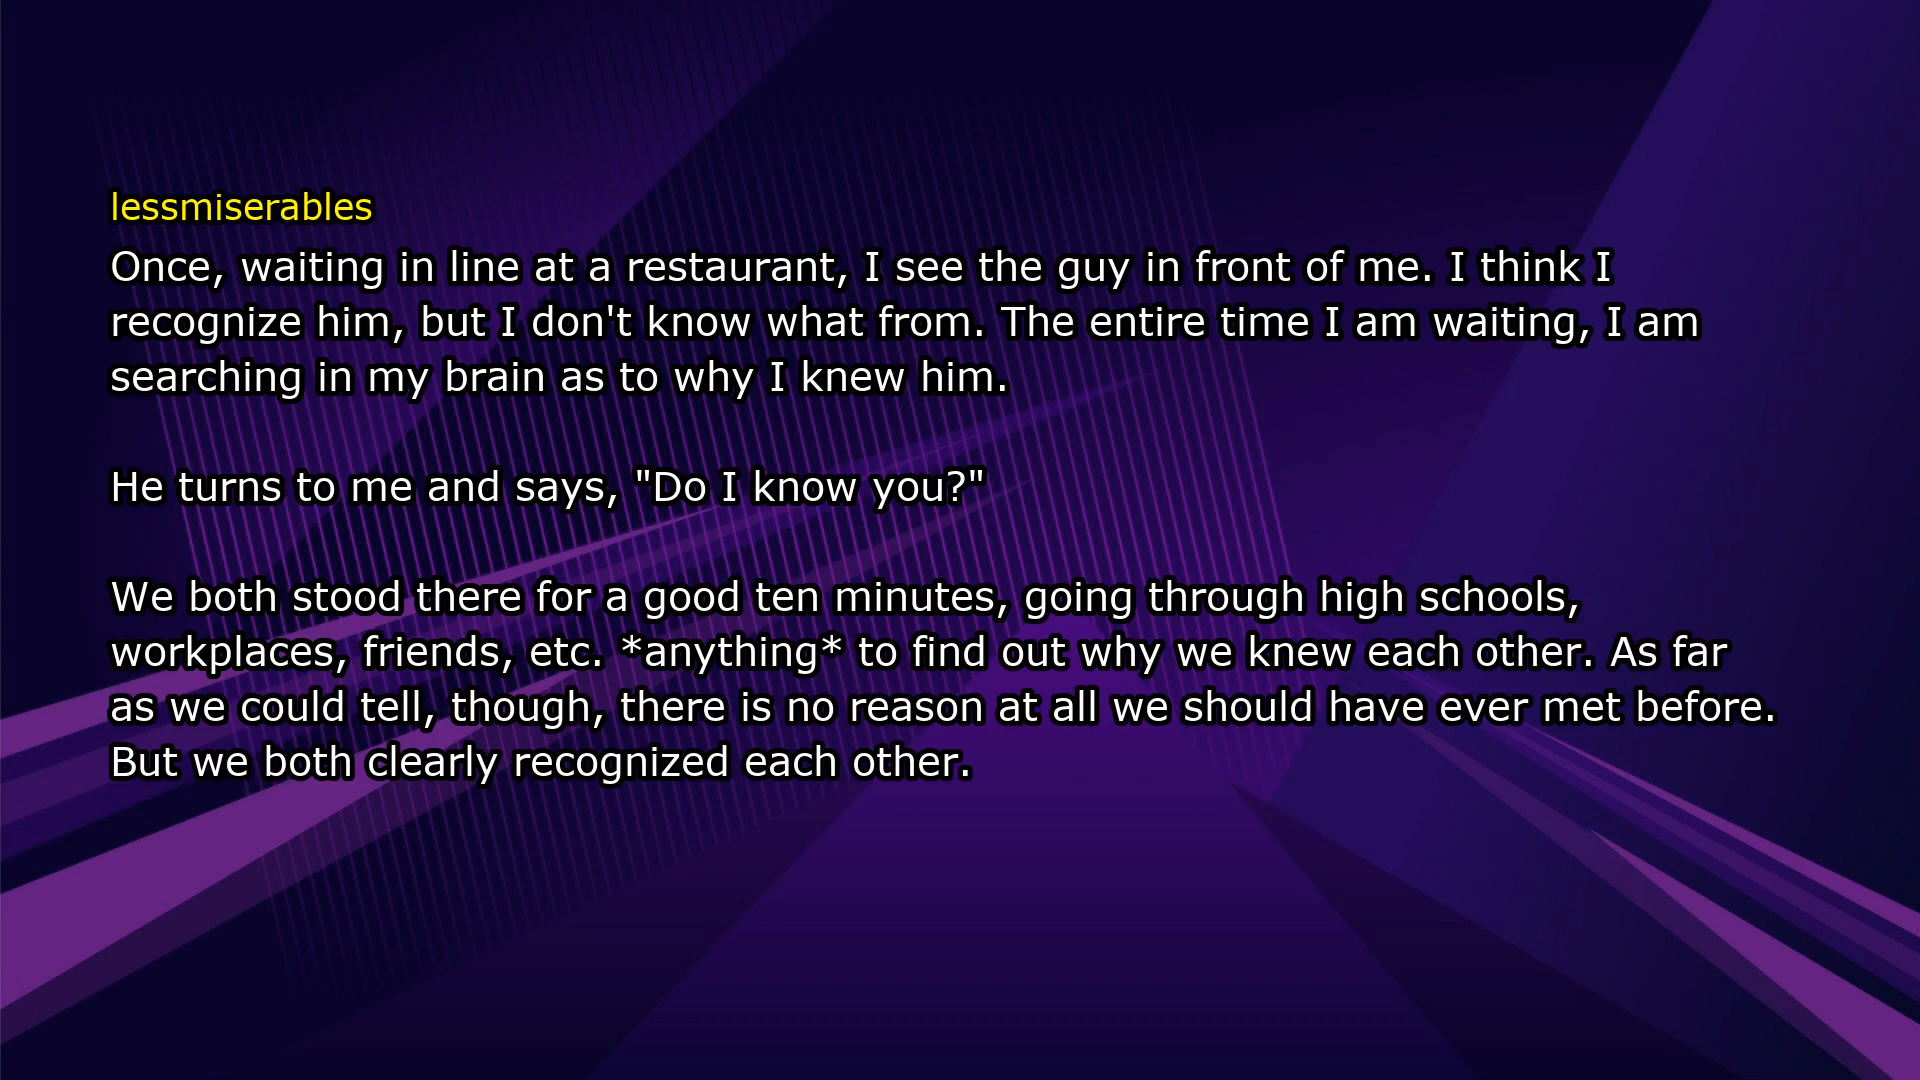 lessmiserables
Once, waiting in line at a restaurant, I see the guy in front of me. I think I
recognize him, but I don't know what from. The entire time I am waiting, I am
searching in my brain as to why I knew him.
He turns to me and says, "Do I know you?"
We both stood there for a good ten minutes, going through high schools,
workplaces, friends, etc. *anything* to find out why we knew each other. As far
as we could tell, though, there is no reason at all we should have ever met before.
But we both clearly recognized each other.